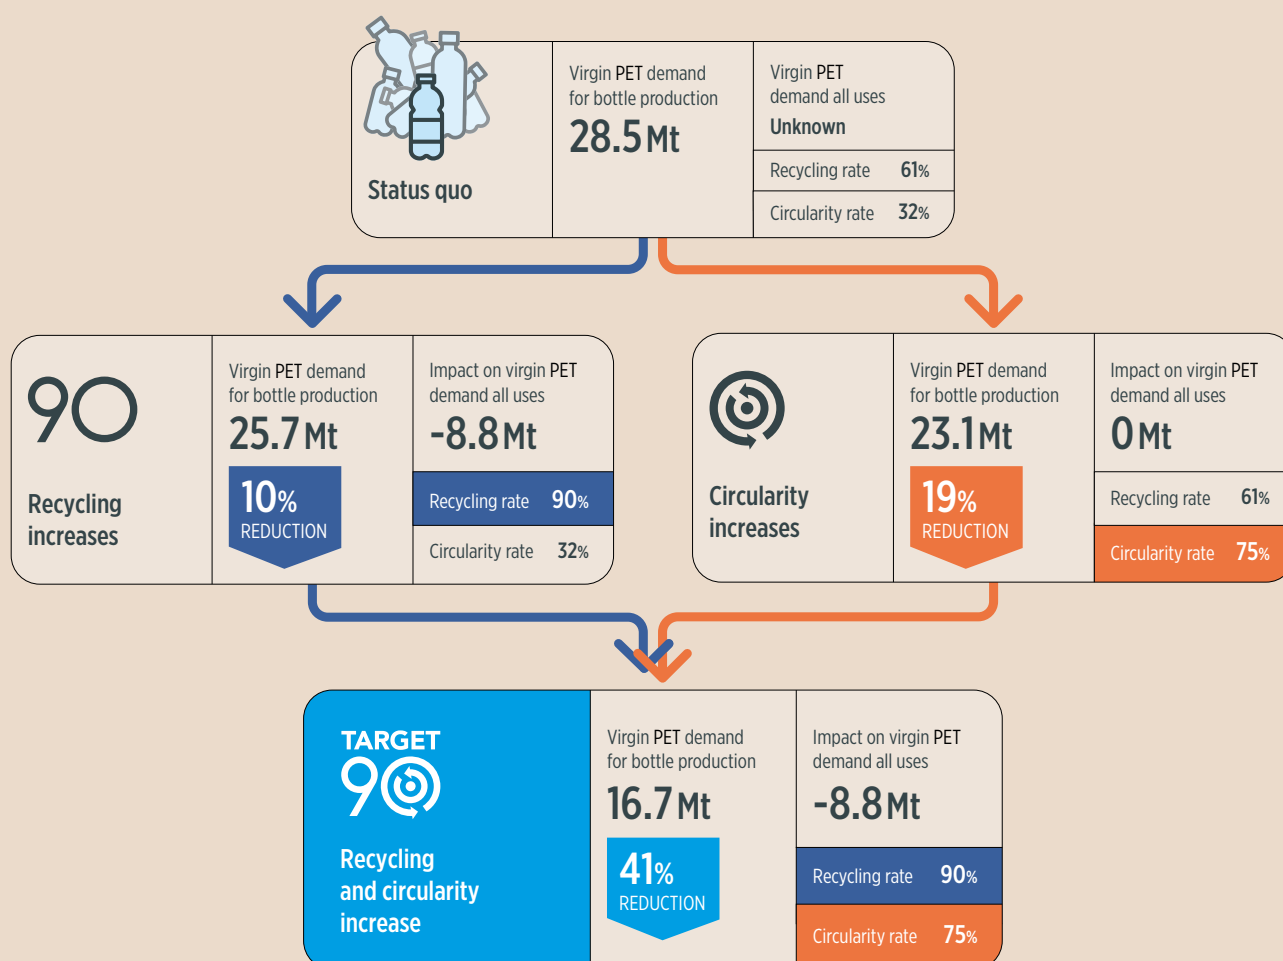 Status quo
Virgin PET demand
for bottle production
28.5 Mt
Virgin PET
demand all uses
Unknown
Recycling rate 61%
Circularity rate 32%
90
Recycling
increases
Virgin PET demand
for bottle production
25.7 Mt
10%
REDUCTION
Impact on virgin PET
demand all uses
-8.8 Mt
Recycling rate 90%
Circularity rate 32%
Circularity
increases
Virgin PET demand
for bottle production
23.1 Mt
19%
REDUCTION
Impact on virgin PET
demand all uses
0 Mt
Recycling rate 61%
Circularity rate 75%
TARGET
90
Recycling
and circularity
increase
Virgin PET demand
for bottle production
16.7 Mt
41%
REDUCTION
Impact on virgin PET
demand all uses
-8.8 Mt
Recycling rate 90%
Circularity rate 75%